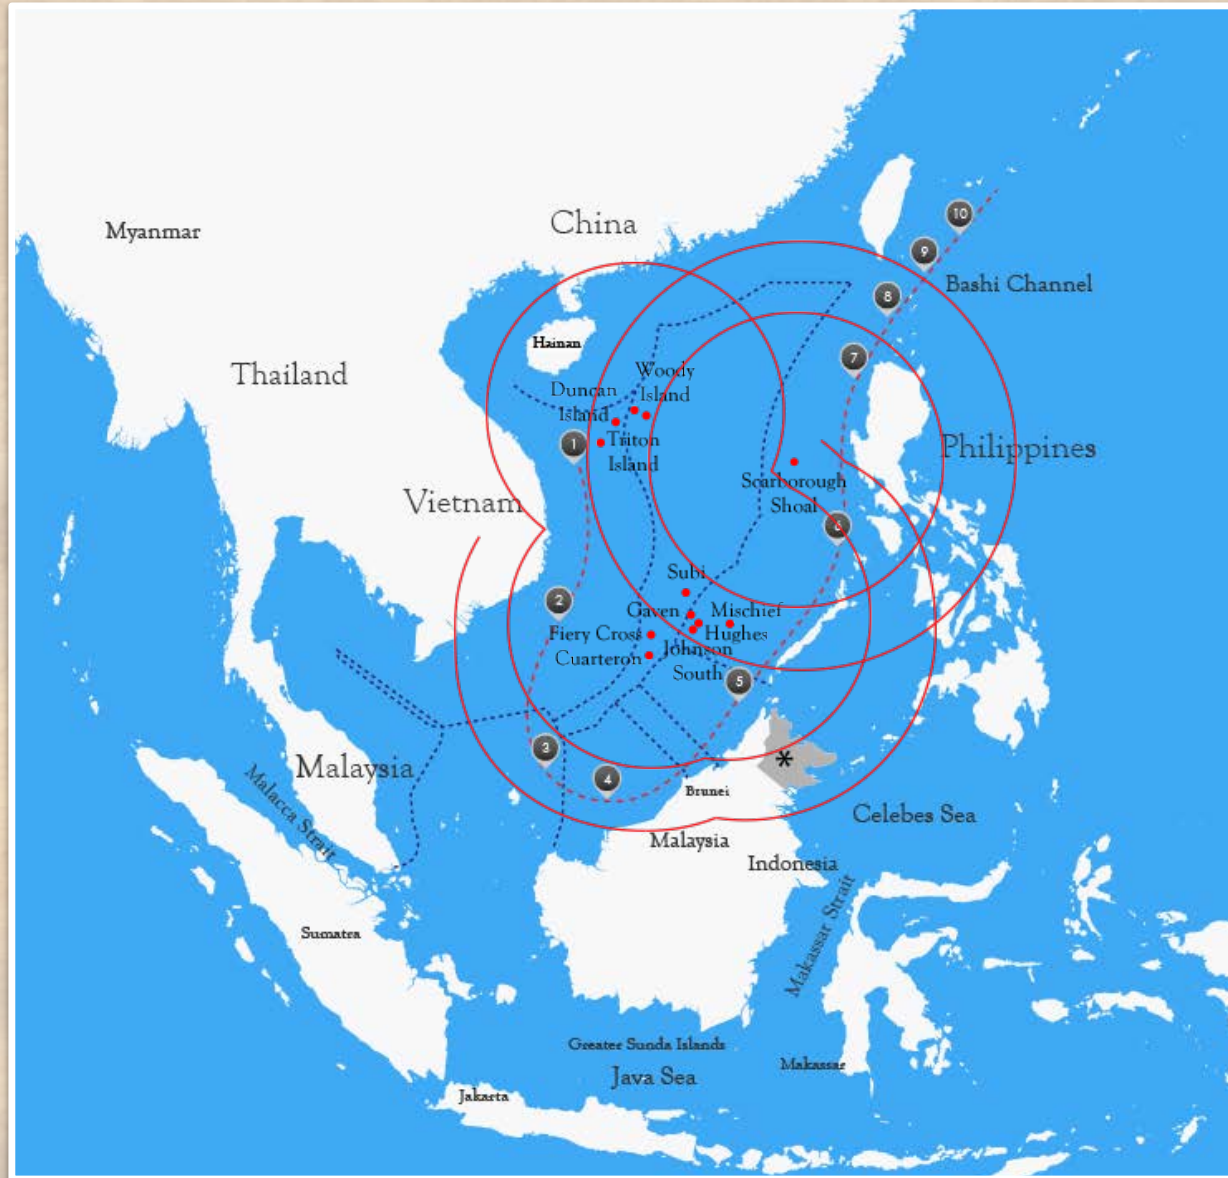 10
China
Myanmar
9
Bashi Channel
8
Hainan
7
Thailand
Woody
Island
Duncan
Island
1
Triton
Island
Philippines
Scarborough
Shoal
Vietnam
6
Subi
2
Gaven
Mischief
Fiery Cross
Hughes
Cuarteron
Johnson
South
5
3
Malaysia
*
4
Brunei
Malacca Strait
Celebes Sea
Malaysia
Indonesia
Makassar Strait
Sumatra
Greater Sunda Islands
Java Sea
Makassar
Jakarta